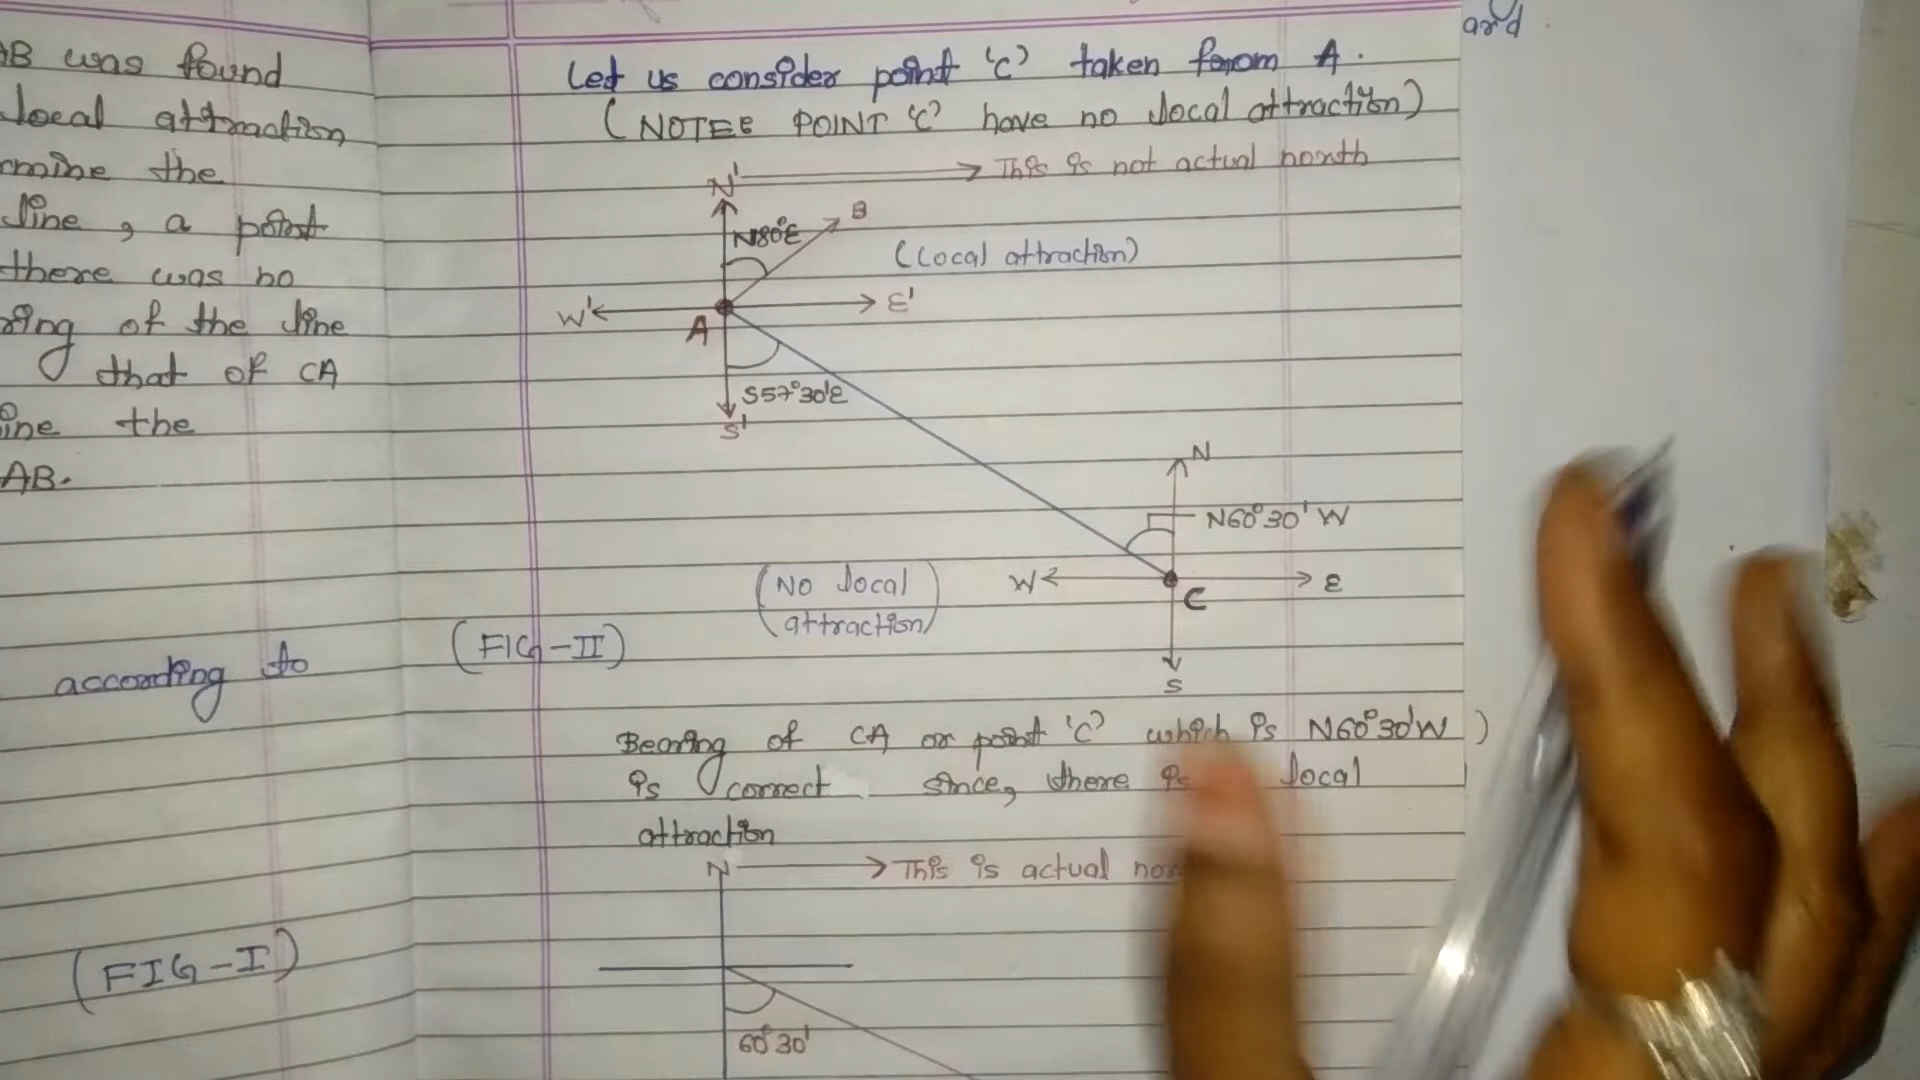 AB was found
local attraction
mine the
line, a point
there was no
ring of the line
that of CA
ine the
AB.
according to
(FIG-I)
ard
Let us consider point 'C' taken from A.
(NOTE: POINT 'C' have no local attraction)
N' → This is not actual north
B
N80°E
(Local attraction)
W' E'
A
S57°30'E
S'
N
N60°30'W
(No local attraction)
W E
C
(FIG-II)
S
Bearing of CA or point 'C' which is N60°30'W)
is correct since, there is local
attraction
N → This is actual nor
60°30'